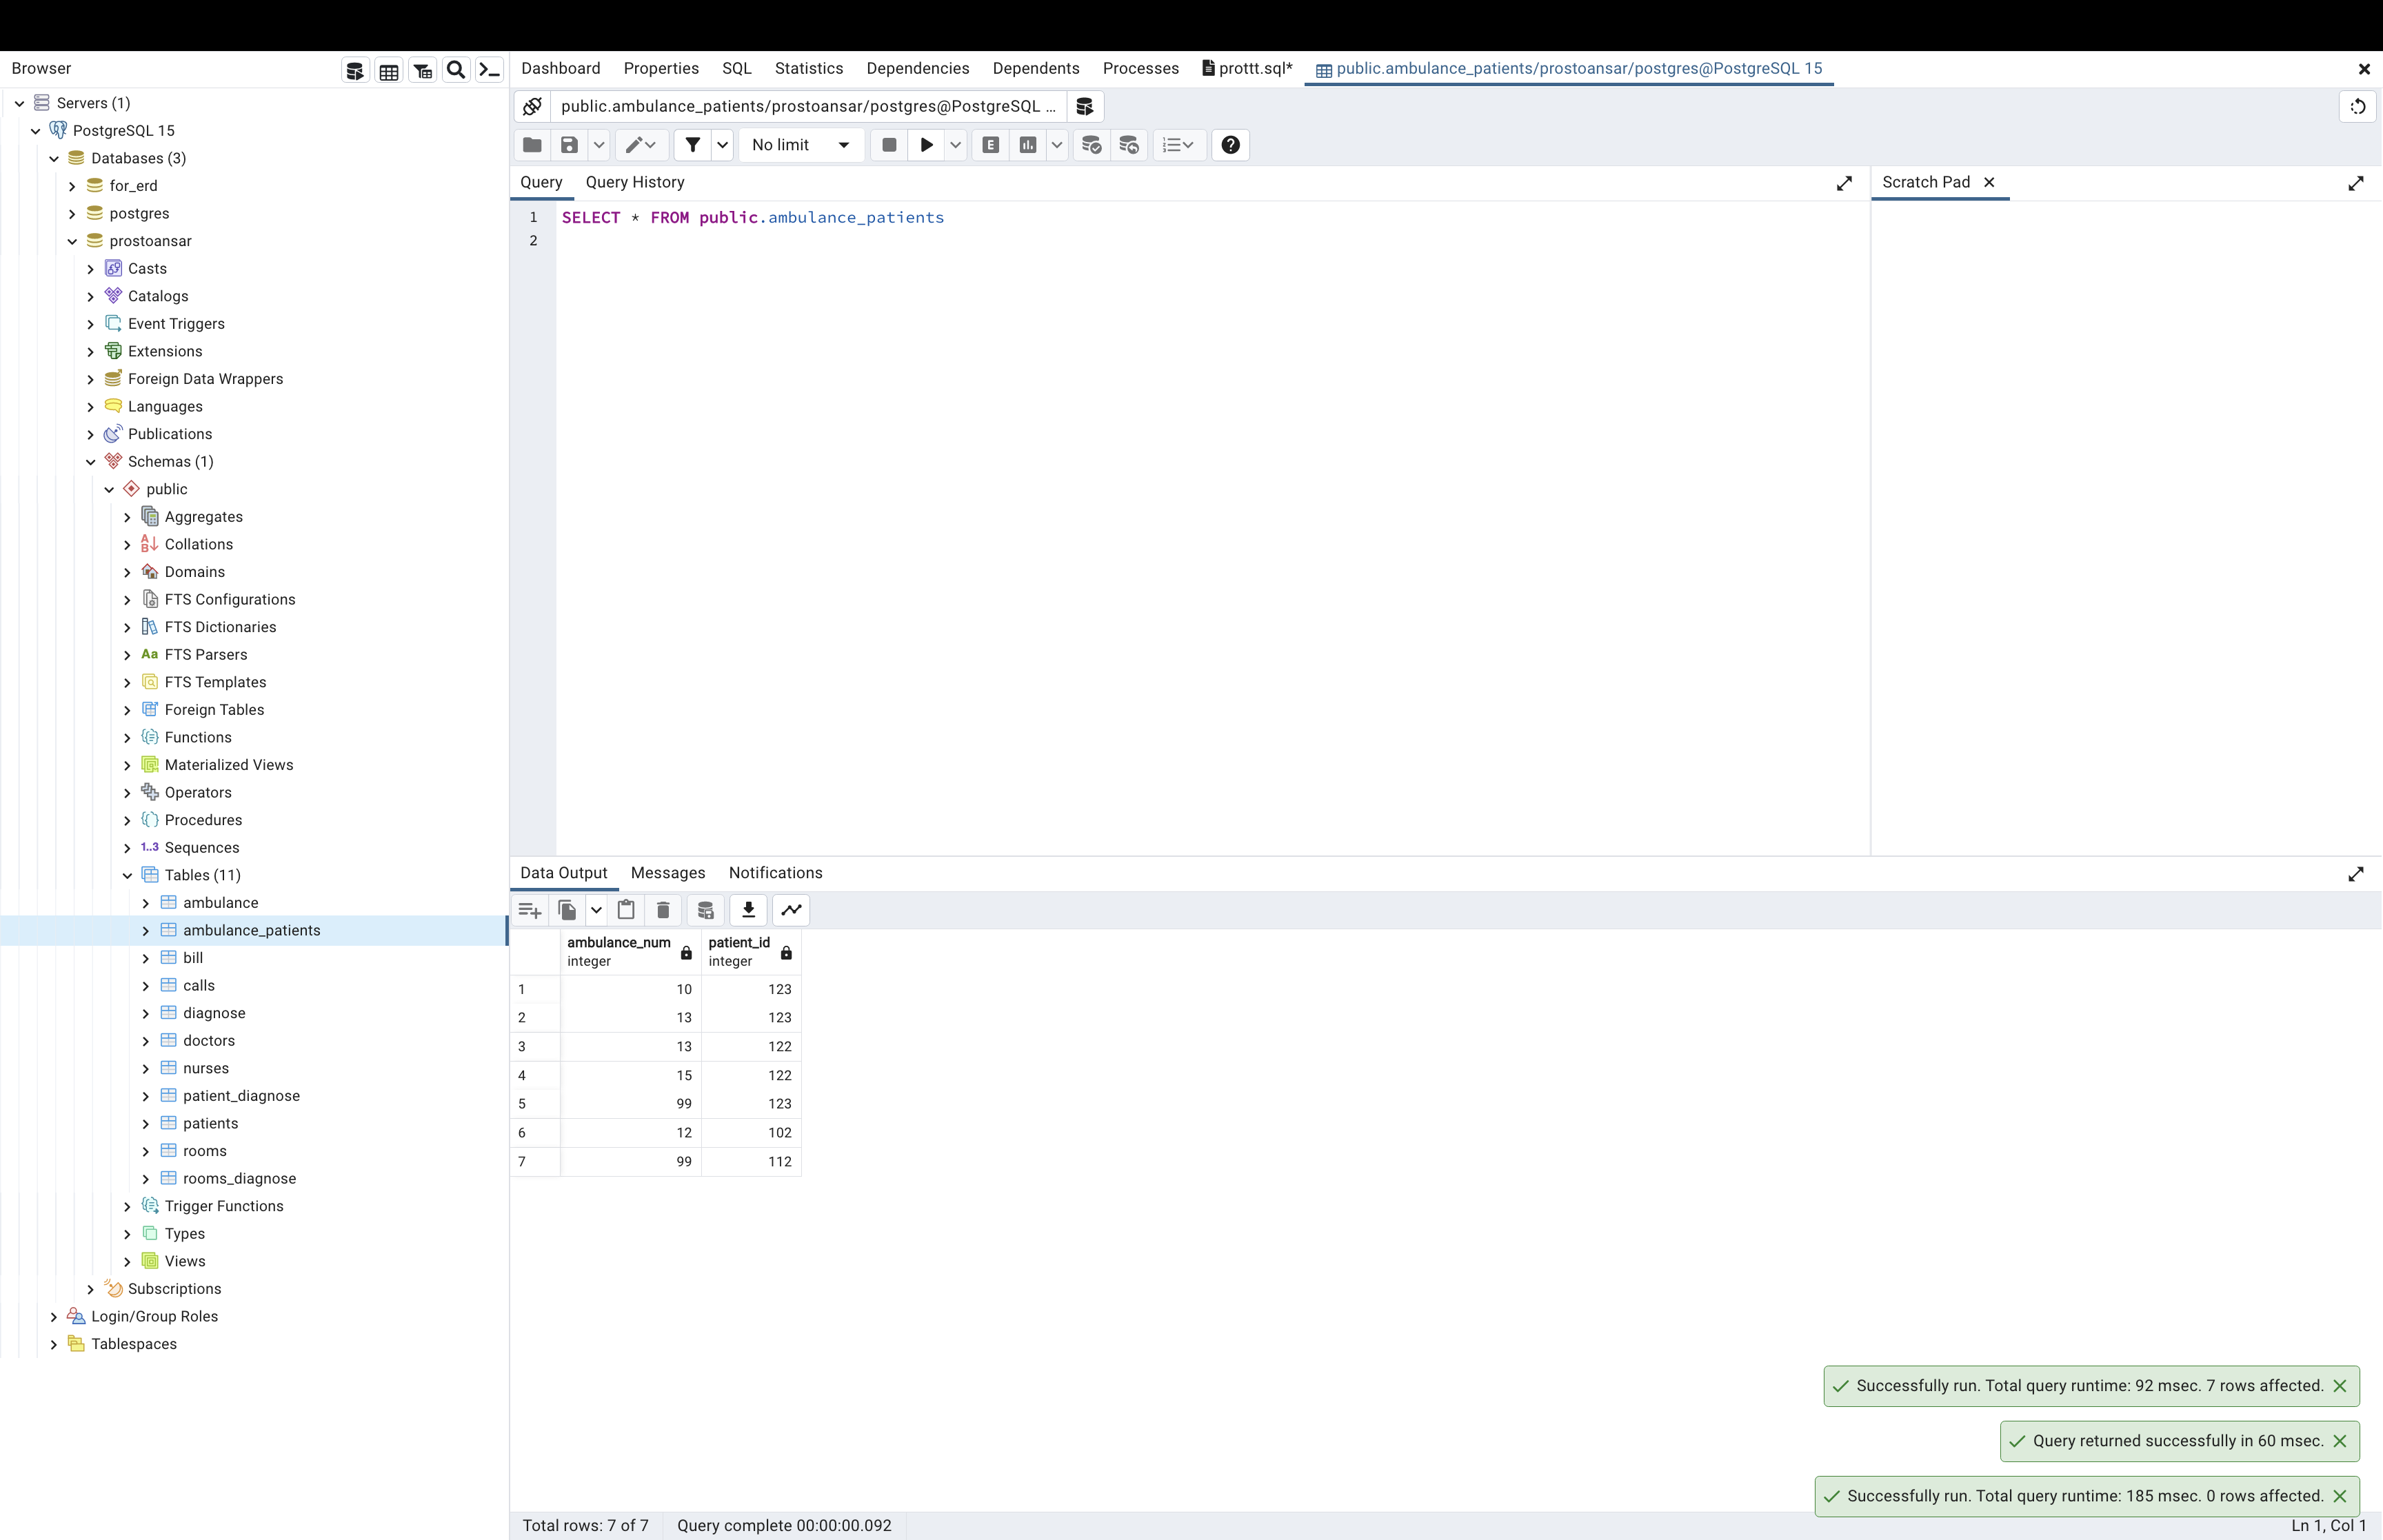 Browser
Servers (1)
PostgreSQL 15
Databases (3)
for_erd
postgres
prostoansar
Casts
Catalogs
Event Triggers
Extensions
Foreign Data Wrappers
Languages
Publications
Schemas (1)
public
Aggregates
Collations
Domains
FTS Configurations
FTS Dictionaries
Aa FTS Parsers
FTS Templates
Foreign Tables
Functions
Materialized Views
Operators
Procedures
1..3 Sequences
Tables (11)
ambulance
ambulance_patients
bill
calls
diagnose
doctors
nurses
patient_diagnose
patients
rooms
rooms_diagnose
Trigger Functions
Types
Views
Subscriptions
Login/Group Roles
Tablespaces
Dashboard Properties SQL Statistics Dependencies Dependents Processes prottt.sql* public.ambulance_patients/prostoansar/postgres@PostgreSQL 15
public.ambulance_patients/prostoansar/postgres@PostgreSQL ...
No limit E
Query Query History
Scratch Pad
1 SELECT * FROM public.ambulance_patients
2
Data Output Messages Notifications
ambulance_num patient_id
integer integer
1 10 123
2 13 123
3 13 122
4 15 122
5 99 123
6 12 102
7 99 112
Successfully run. Total query runtime: 92 msec. 7 rows affected.
Query returned successfully in 60 msec.
Successfully run. Total query runtime: 185 msec. 0 rows affected.
Total rows: 7 of 7 Query complete 00:00:00.092 Ln 1, Col 1